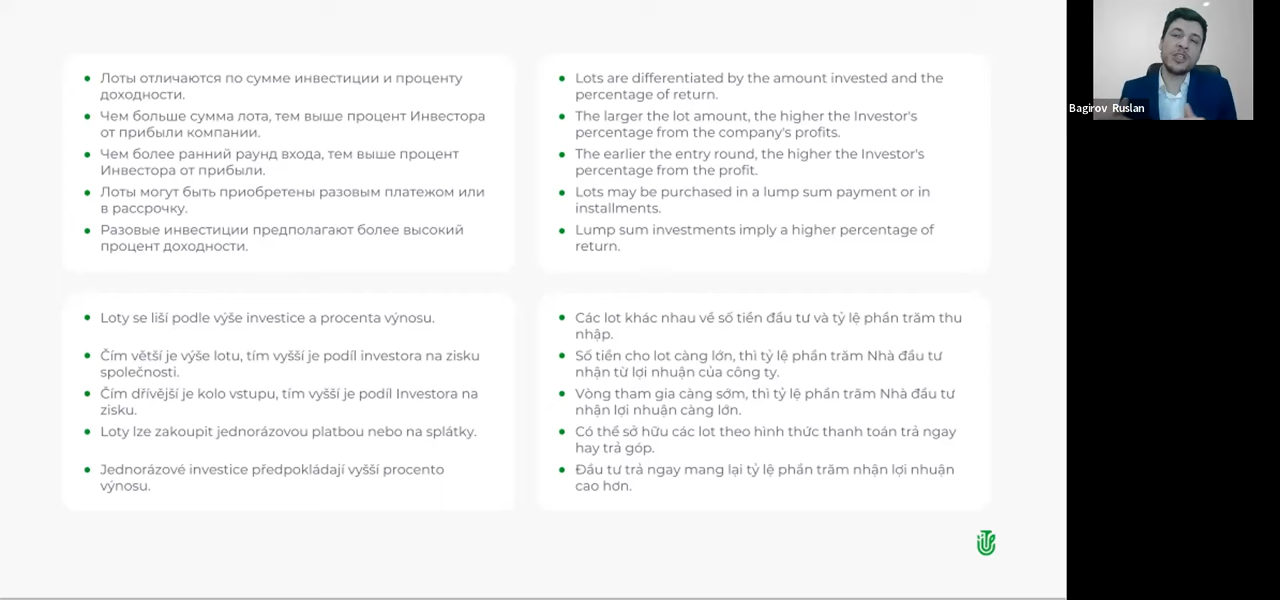 Лоты отличаются по сумме инвестиции и проценту
доходности.
Чем больше сумма лота, тем выше процент Инвестора
от прибыли компании.
Чем более ранний раунд входа, тем выше процент
Инвестора от прибыли.
Лоты могут быть приобретены разовым платежом или
в рассрочку.
Разовые инвестиции предполагают более высокий
процент доходности.
Lots are differentiated by the amount invested and the
percentage of return.
The larger the lot amount, the higher the Investor's
percentage from the company's profits.
The earlier the entry round, the higher the Investor's
percentage from the profit.
Lots may be purchased in a lump sum payment or in
installments.
Lump sum investments imply a higher percentage of
return.
Loty se liší podle výše investice a procenta výnosu.
Čím větší je výše lotu, tím vyšší je podíl investora na zisku
společnosti.
Čím dřívější je kolo vstupu, tím vyšší je podíl Investora na
zisku.
Loty lze zakoupit jednorázovou platbou nebo na splátky.
Jednorázové investice předpokládají vyšší procento
výnosu.
Các lot khác nhau về số tiền đầu tư và tỷ lệ phần trăm thu
nhập.
Số tiền cho lot càng lớn, thì tỷ lệ phần trăm Nhà đầu tư
nhận từ lợi nhuận của công ty.
Vòng tham gia càng sớm, thì tỷ lệ phần trăm Nhà đầu tư
nhận lợi nhuận càng lớn.
Có thể sở hữu các lot theo hình thức thanh toán trả ngay
hay trả góp.
Đầu tư trả ngay mang lại tỷ lệ phần trăm nhận lợi nhuận
cao hơn.
Bagirov Ruslan